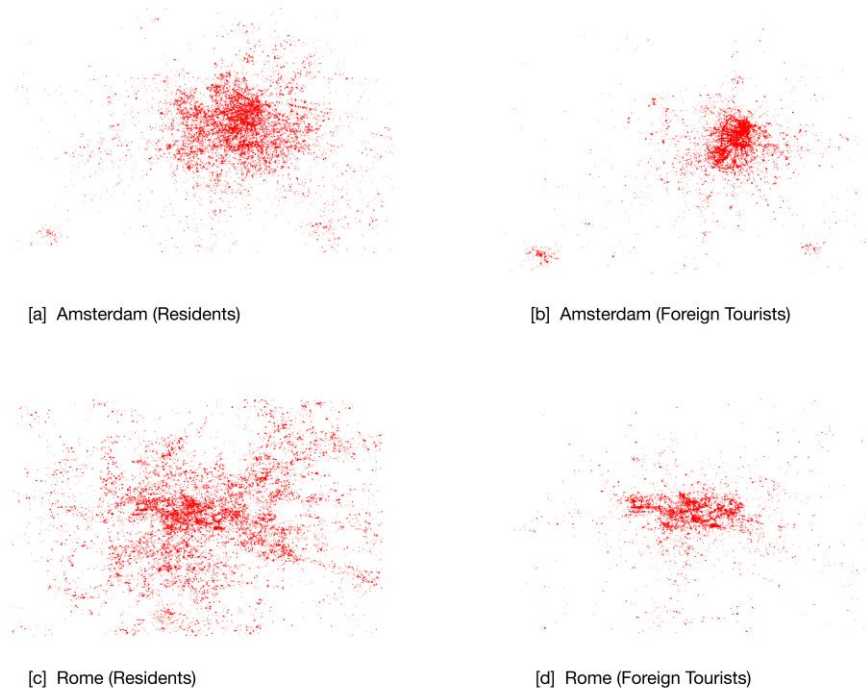 [a] Amsterdam (Residents)
[b] Amsterdam (Foreign Tourists)
[c] Rome (Residents)
[d] Rome (Foreign Tourists)